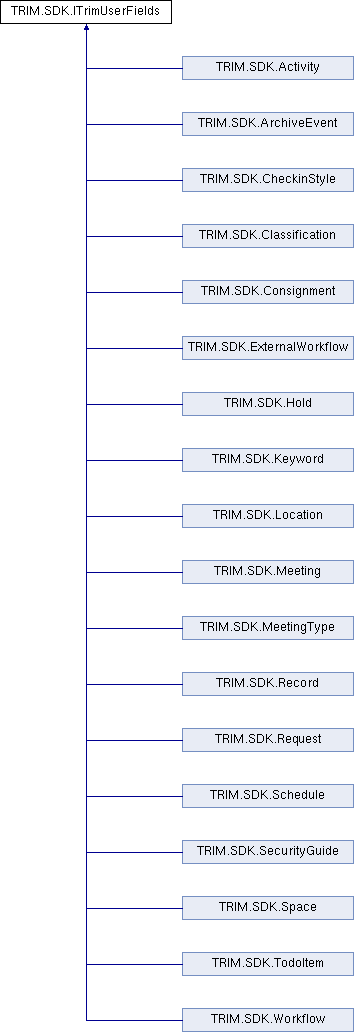 TRIM.SDK.ITrimUserFields
TRIM.SDK.Activity
TRIM.SDK.ArchiveEvent
TRIM.SDK.CheckinStyle
TRIM.SDK.Classification
TRIM.SDK.Consignment
TRIM.SDK.ExternalWorkflow
TRIM.SDK.Hold
TRIM.SDK.Keyword
TRIM.SDK.Location
TRIM.SDK.Meeting
TRIM.SDK.MeetingType
TRIM.SDK.Record
TRIM.SDK.Request
TRIM.SDK.Schedule
TRIM.SDK.SecurityGuide
TRIM.SDK.Space
TRIM.SDK.TodoItem
TRIM.SDK.Workflow